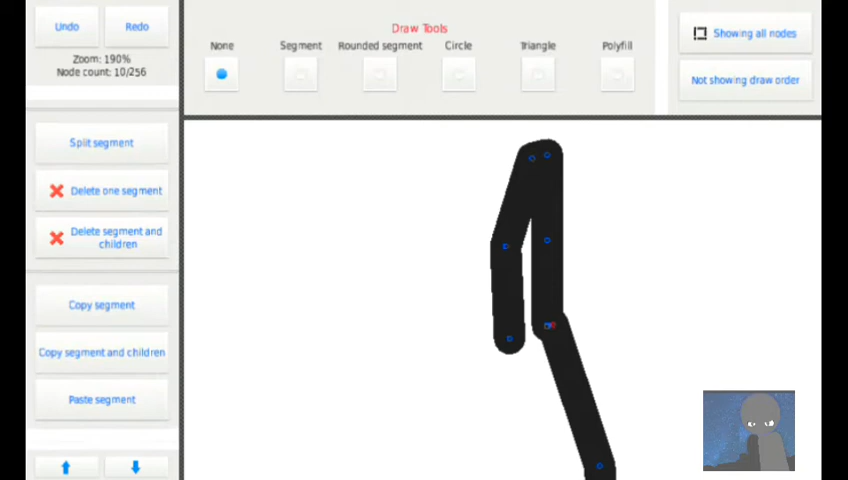 Undo
Redo
Zoom: 190%
Node count: 10/256
Draw Tools
None
Segment
Rounded segment
Circle
Triangle
Polyfill
Showing all nodes
Not showing draw order
Split segment
Delete one segment
Delete segment and
children
Copy segment
Copy segment and children
Paste segment